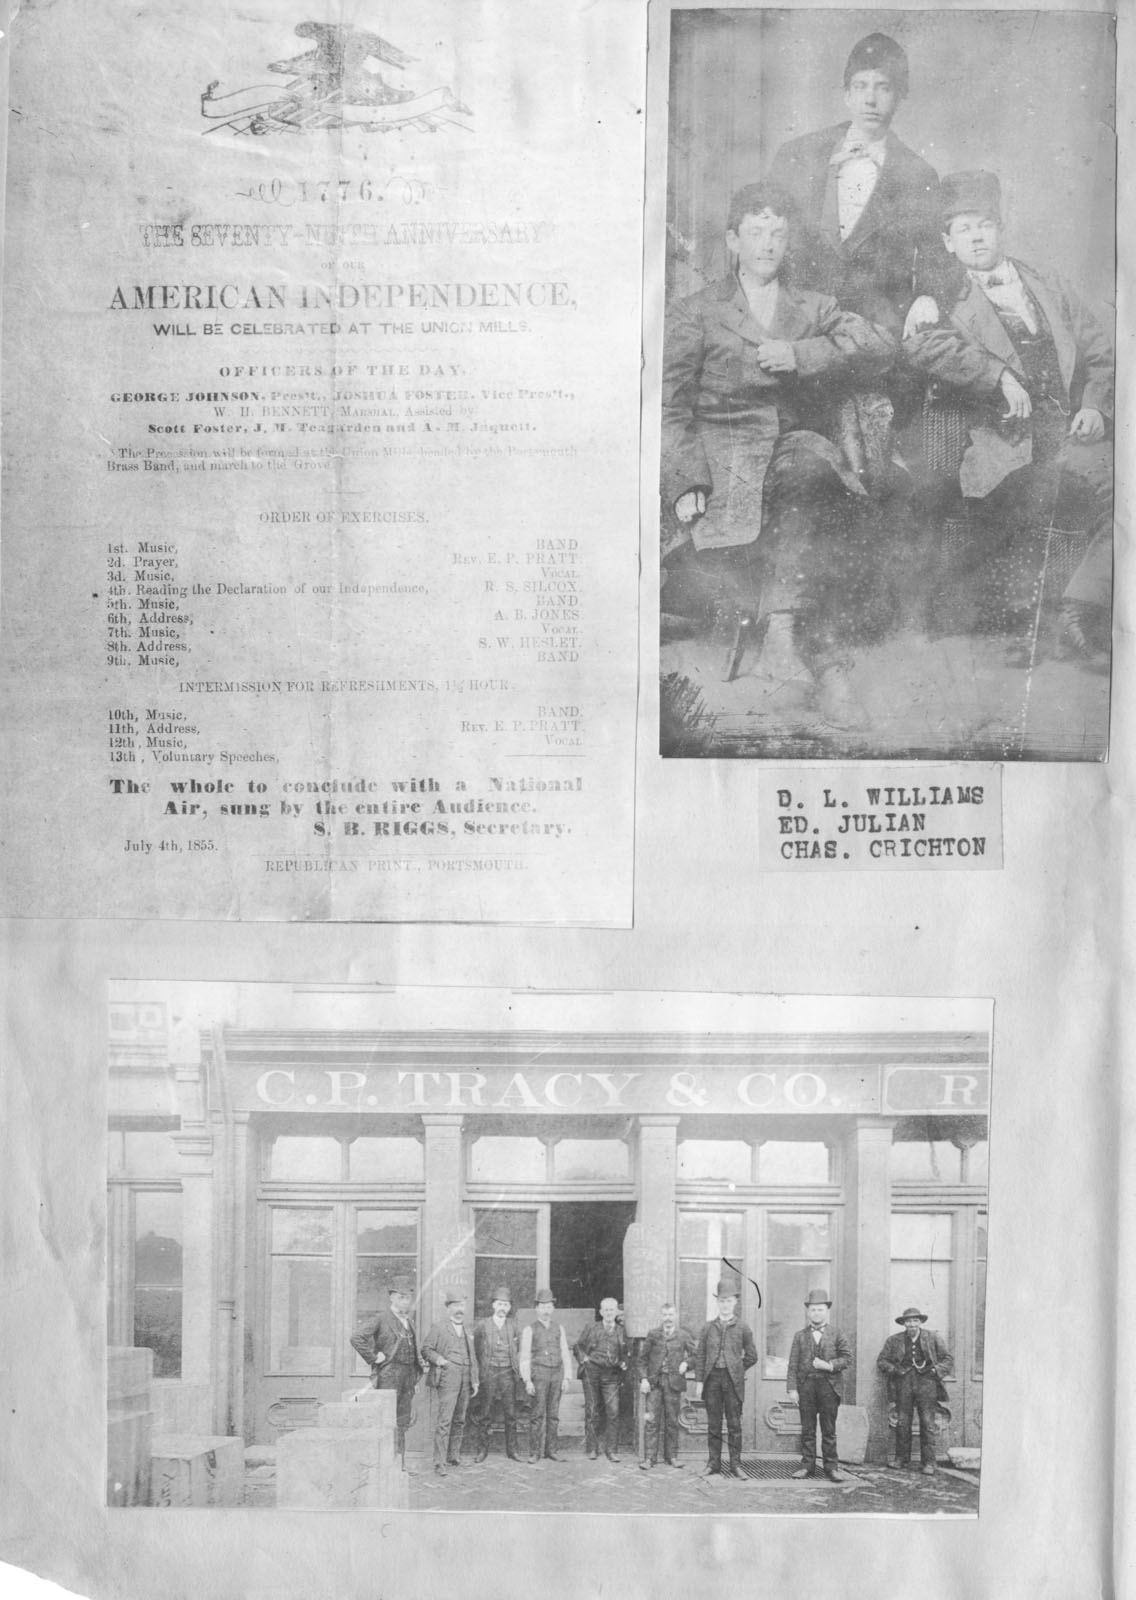 1776.
THE SEVENTY-NINTH ANNIVERSARY
OF OUR
AMERICAN INDEPENDENCE,
WILL BE CELEBRATED AT THE UNION MILLS.
OFFICERS OF THE DAY.
GEORGE JOHNSON, Pres't., JOSHUA FOSTER, Vice Pres't.,
W. H. BENNETT, MARSHAL, Assisted by
Scott Foster, J. M. Teagarden and A. M. Jaquett.
The Procession will be formed at the Union Mills, headed by the Portsmouth
Brass Band, and march to the Grove.
ORDER OF EXERCISES.
1st. Music, BAND.
2d. Prayer, REV. E. P. PRATT.
3d. Music, VOCAL.
4th. Reading the Declaration of our Independence, R. S. SILCOX.
5th. Music, BAND.
6th, Address, A. B. JONES.
7th. Music, VOCAL.
8th. Address, S. W. HESLET.
9th. Music, BAND
INTERMISSION FOR REFRESHMENTS, 1½ HOUR.
10th, Music, BAND.
11th, Address, REV. E. P. PRATT.
12th, Music, VOCAL
13th, Voluntary Speeches,
The whole to conclude with a National
Air, sung by the entire Audience.
S. B. RIGGS, Secretary.
July 4th, 1855.
REPUBLICAN PRINT., PORTSMOUTH.
D. L. WILLIAMS
ED. JULIAN
CHAS. CRICHTON
CO.
C.P. TRACY & CO.
R